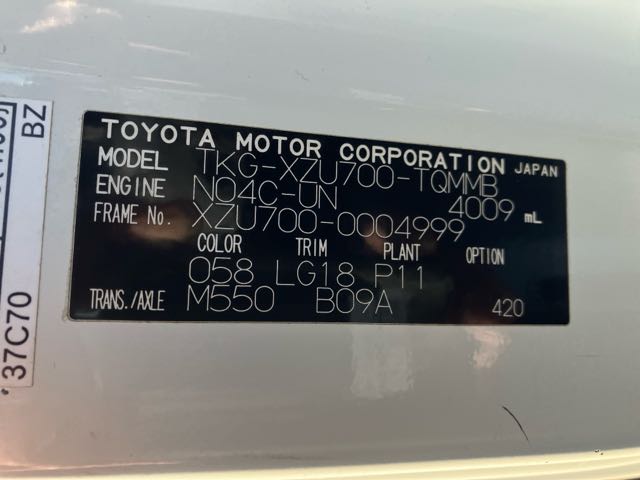 TOYOTA MOTOR CORPORATION JAPAN
MODEL TKG-XZU700-TQMMB
ENGINE N04C-UN 4009 mL
FRAME No. XZU700-0004999
COLOR TRIM PLANT OPTION
058 LG18 P11
TRANS./AXLE M550 B09A 420
BZ
37C70